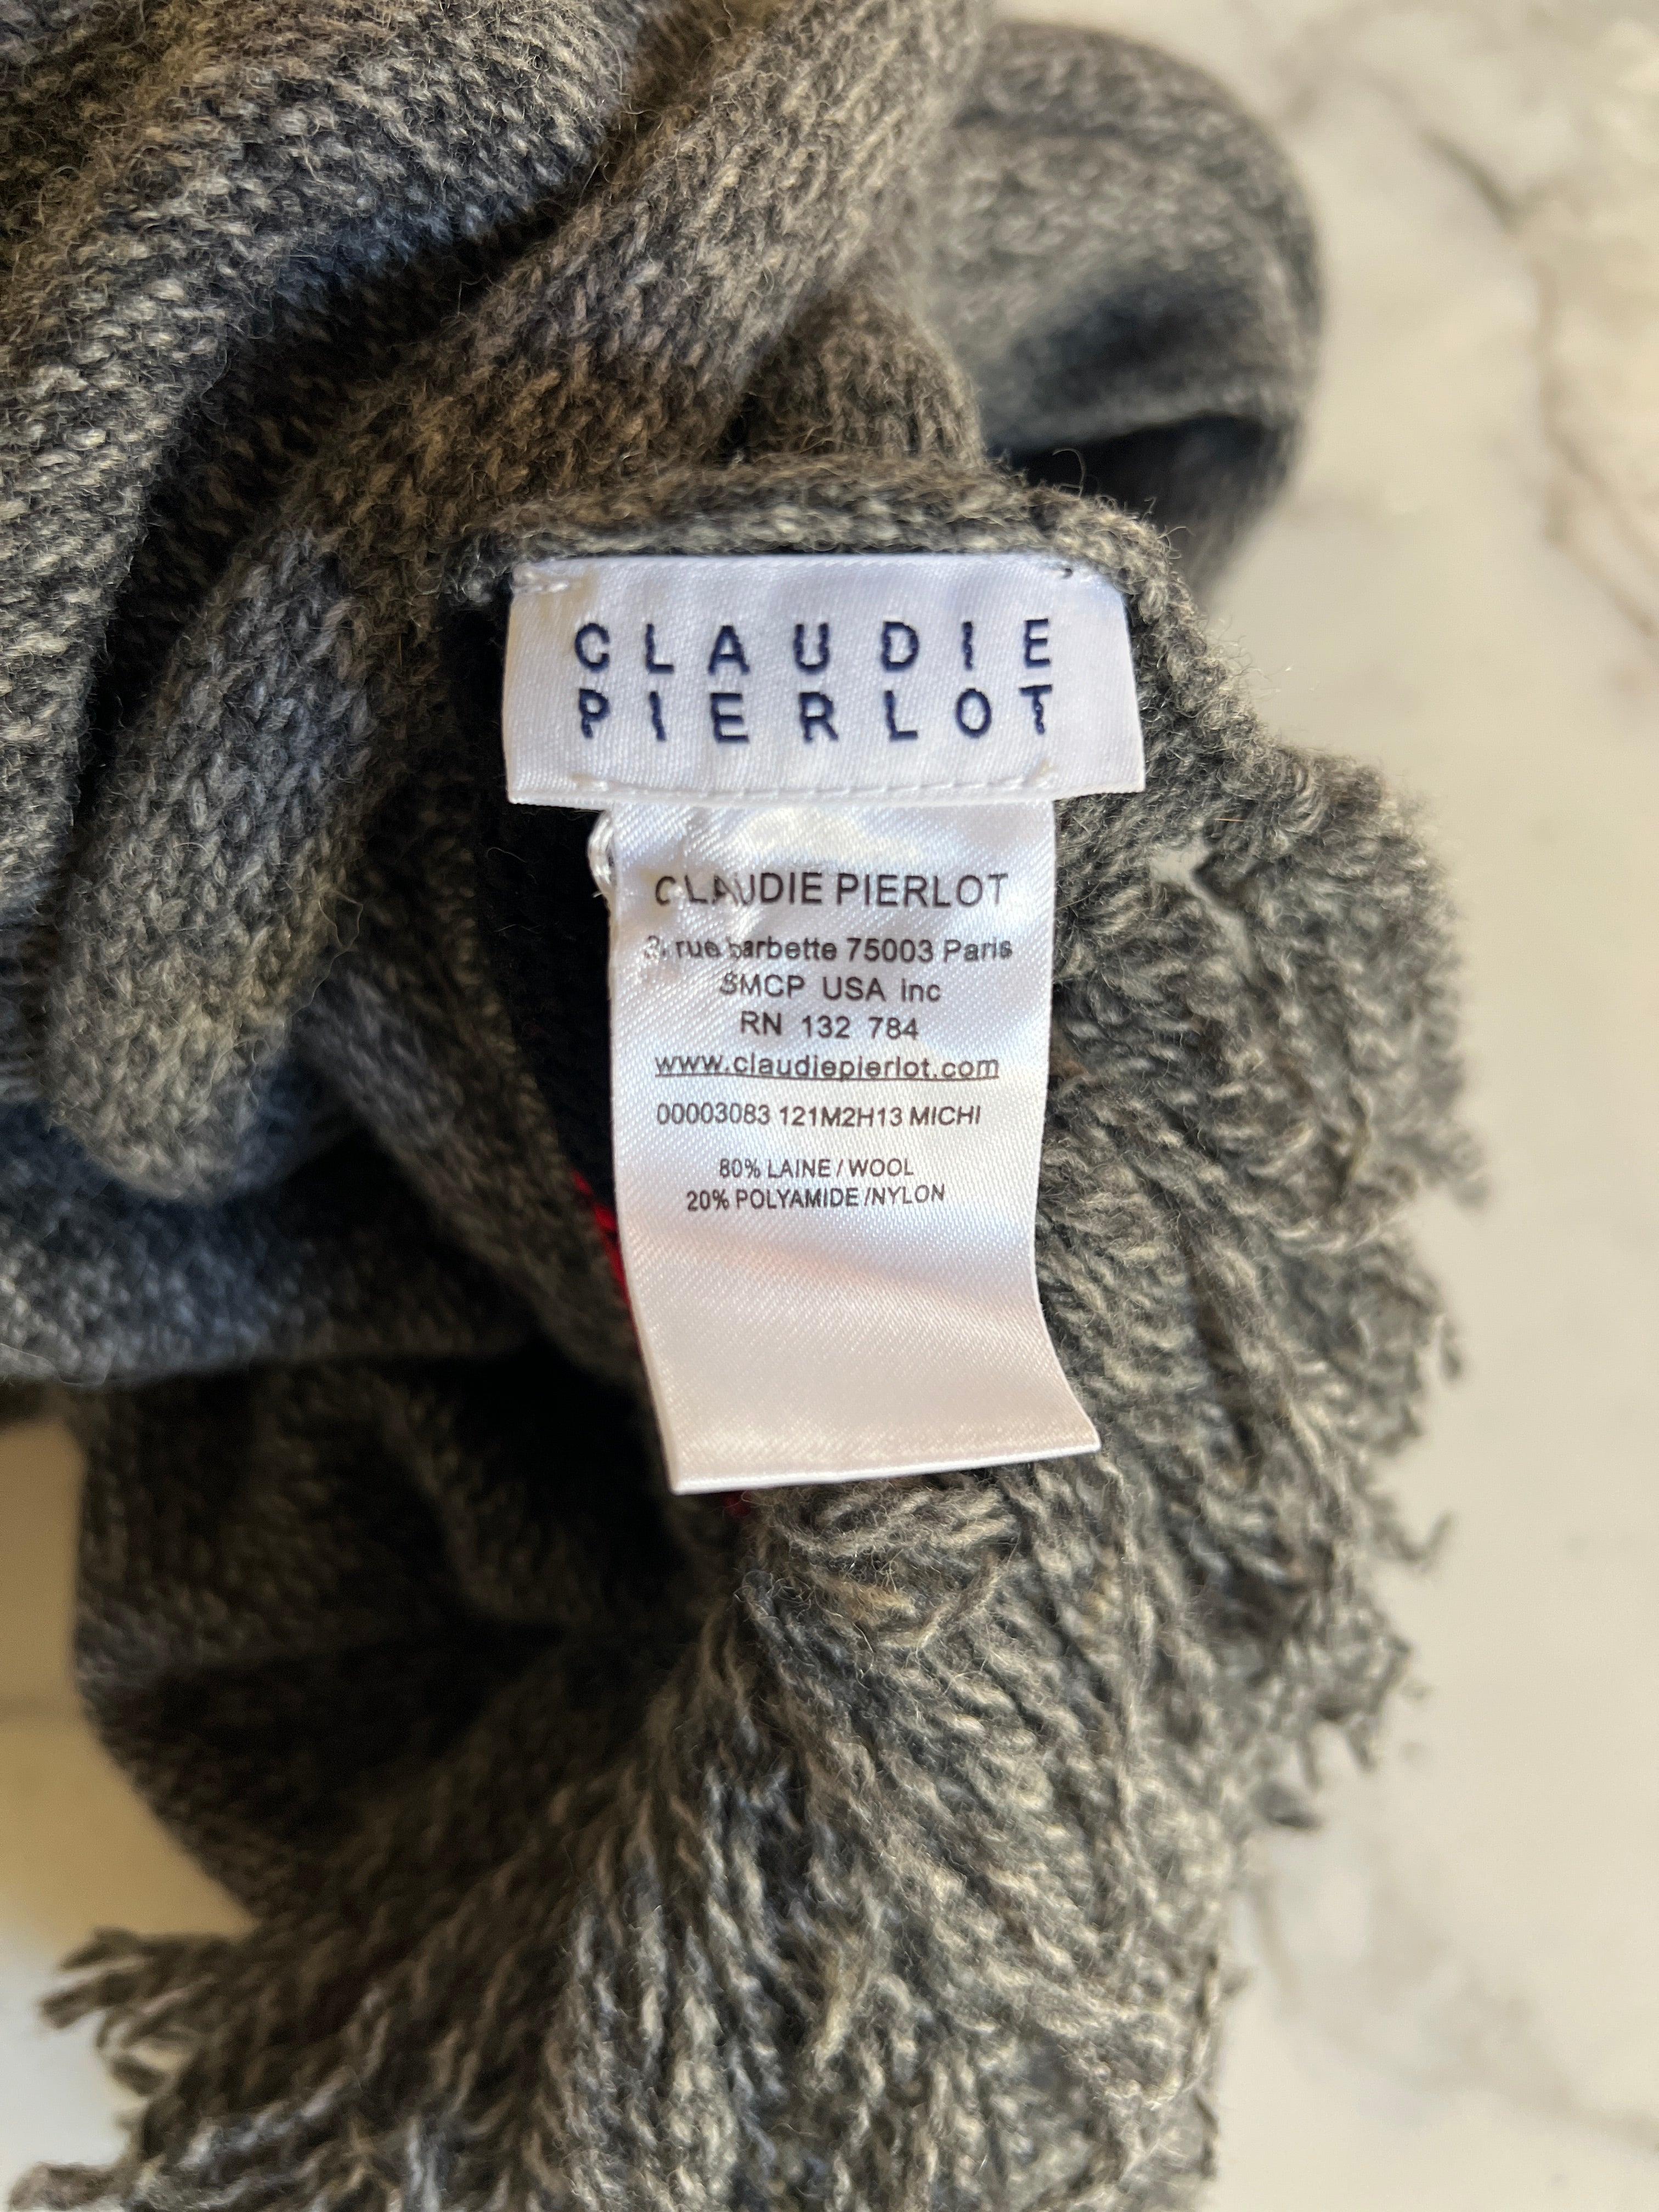 CLAUDIE
PIERLOT
CLAUDIE PIERLOT
rue barbette 75003 Paris
SMCP USA inc
RN 132 784
www.claudiepierlot.com
00003083 121M2H13 MICHI
80% LAINE / WOOL
20% POLYAMIDE /NYLON